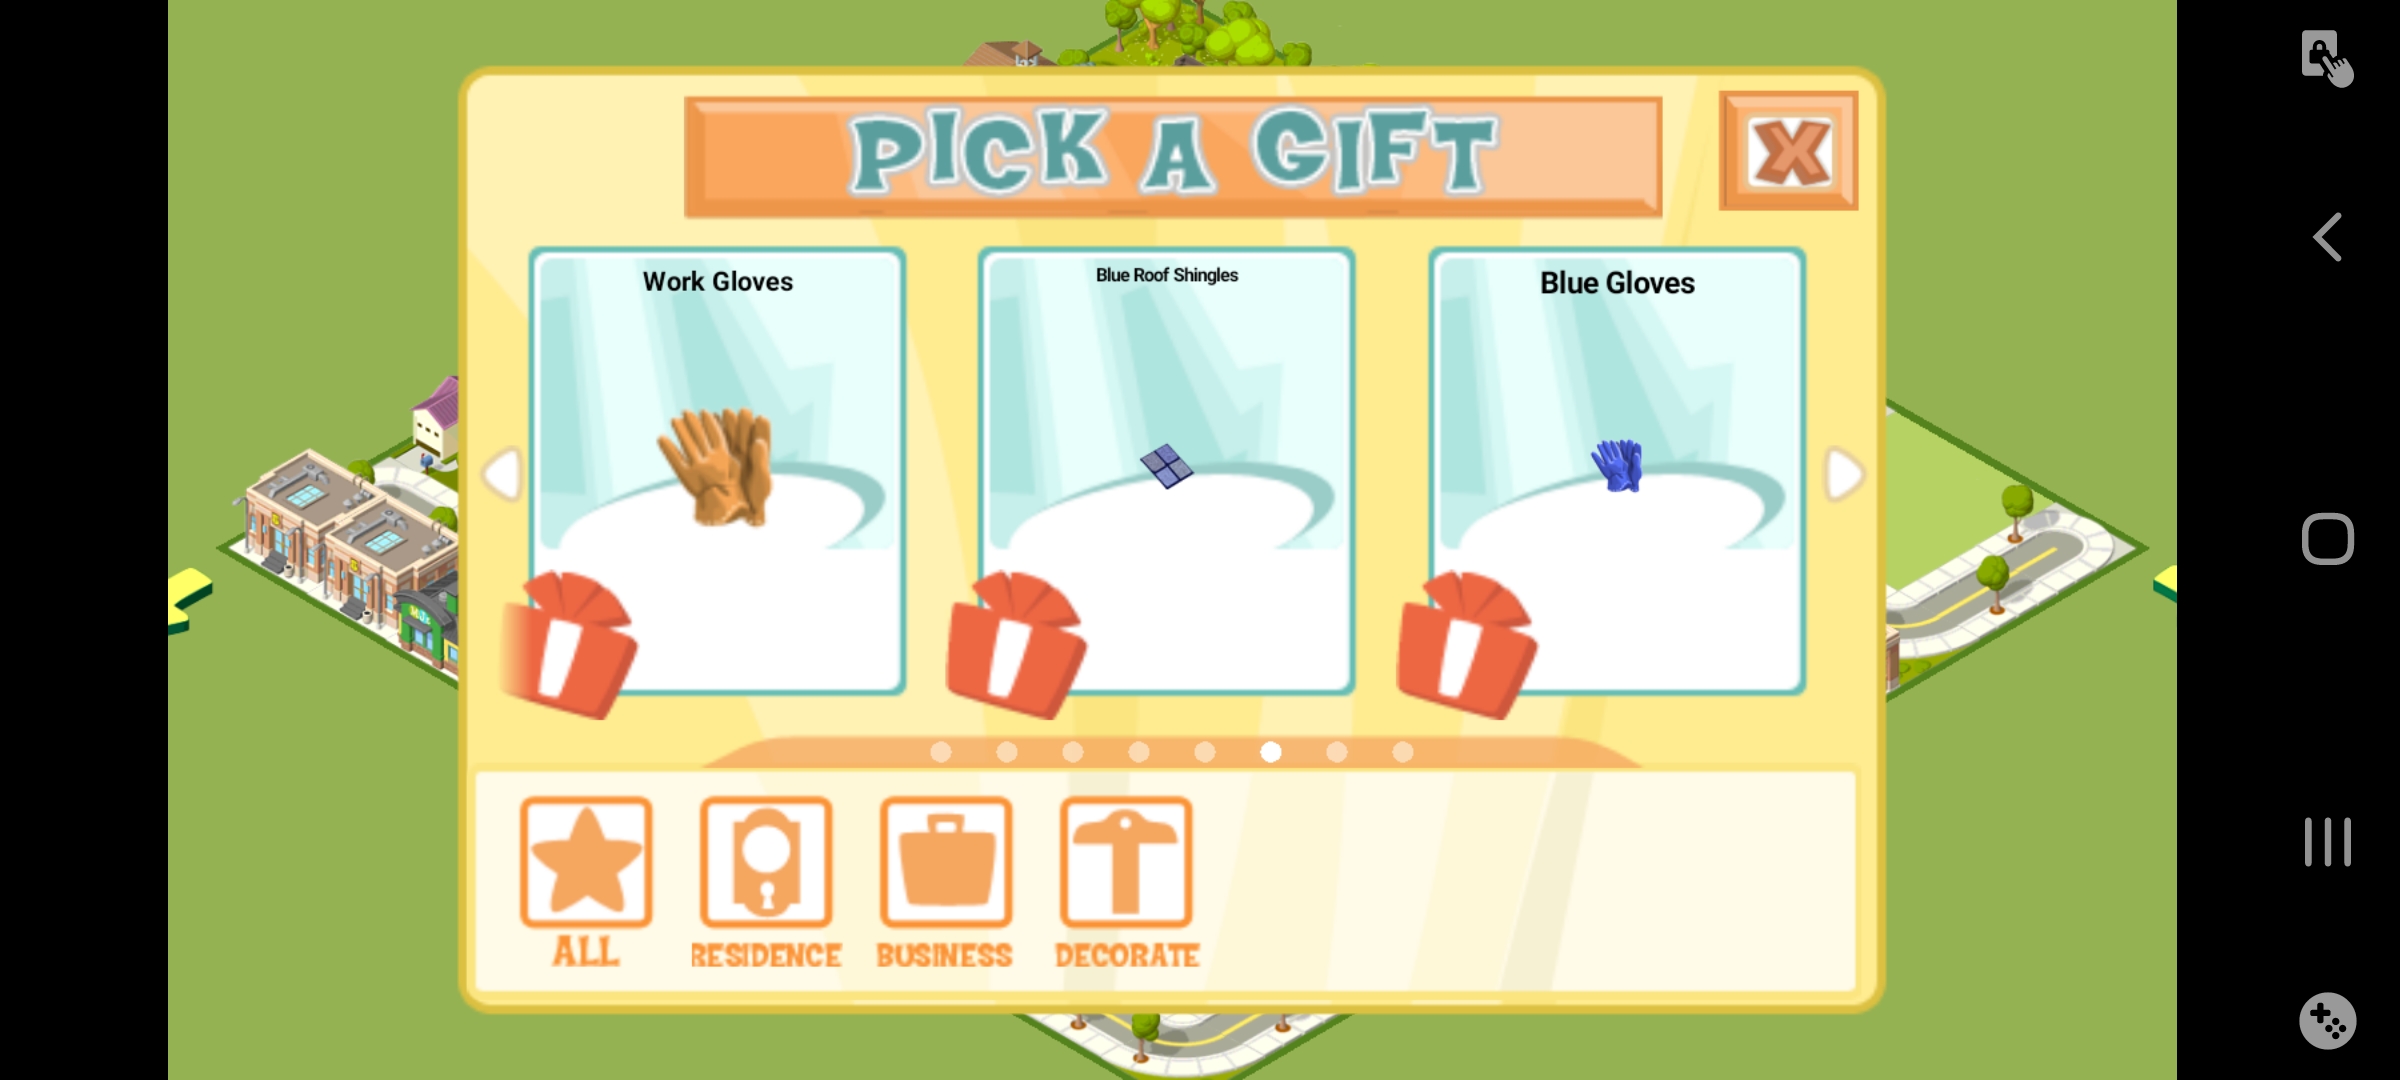 PICK A GIFT
X
Work Gloves
Blue Roof Shingles
Blue Gloves
ALL
RESIDENCE
BUSINESS
DECORATE